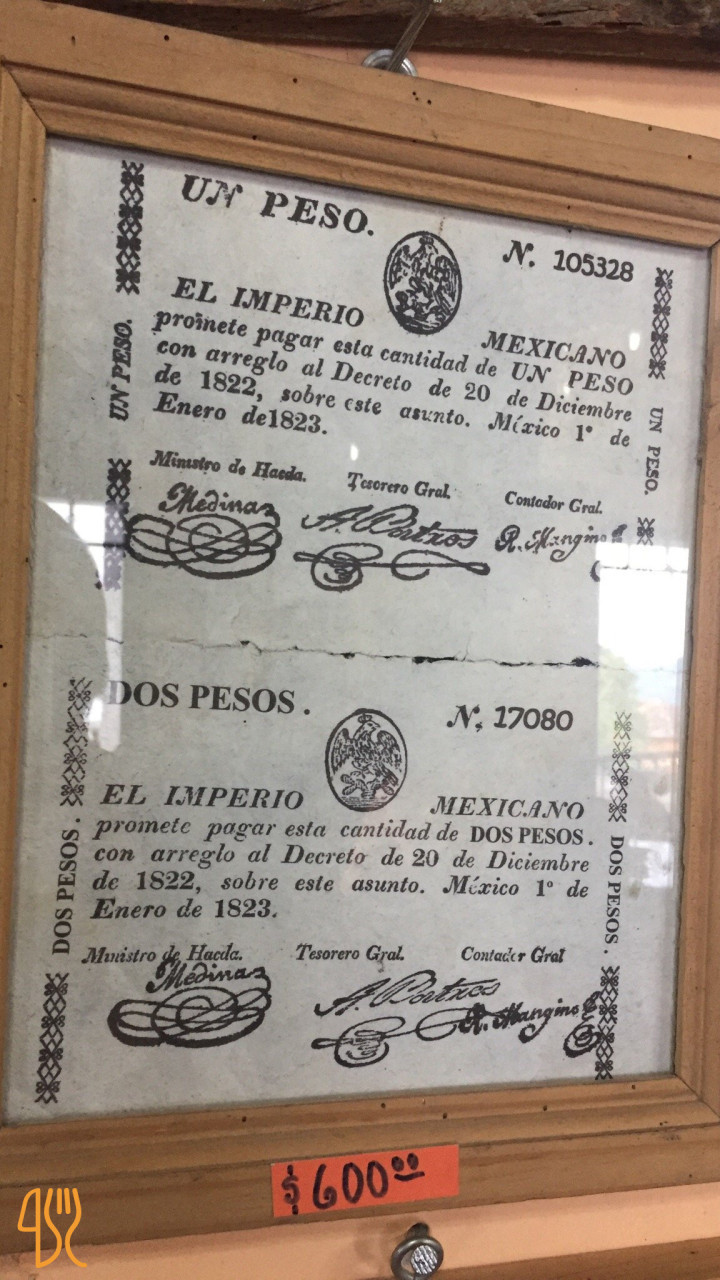 UN PESO.
N. 105328
EL IMPERIO MEXICANO
promete pagar esta cantidad de UN PESO
con arreglo al Decreto de 20 de Diciembre
de 1822, sobre este asunto. México 1º de
Enero de1823.
UN PESO.
UN PESO.
Ministro de Hacda. Tesorero Gral. Contador Gral.
Medina
R. Mangino
DOS PESOS.
N. 17080
EL IMPERIO MEXICANO
promete pagar esta cantidad de DOS PESOS.
con arreglo al Decreto de 20 de Diciembre
de 1822, sobre este asunto. México 1º de
Enero de 1823.
DOS PESOS.
DOS PESOS.
Ministro de Hacda. Tesorero Gral. Contador Gral
Medina
R. Mangino
$600.00